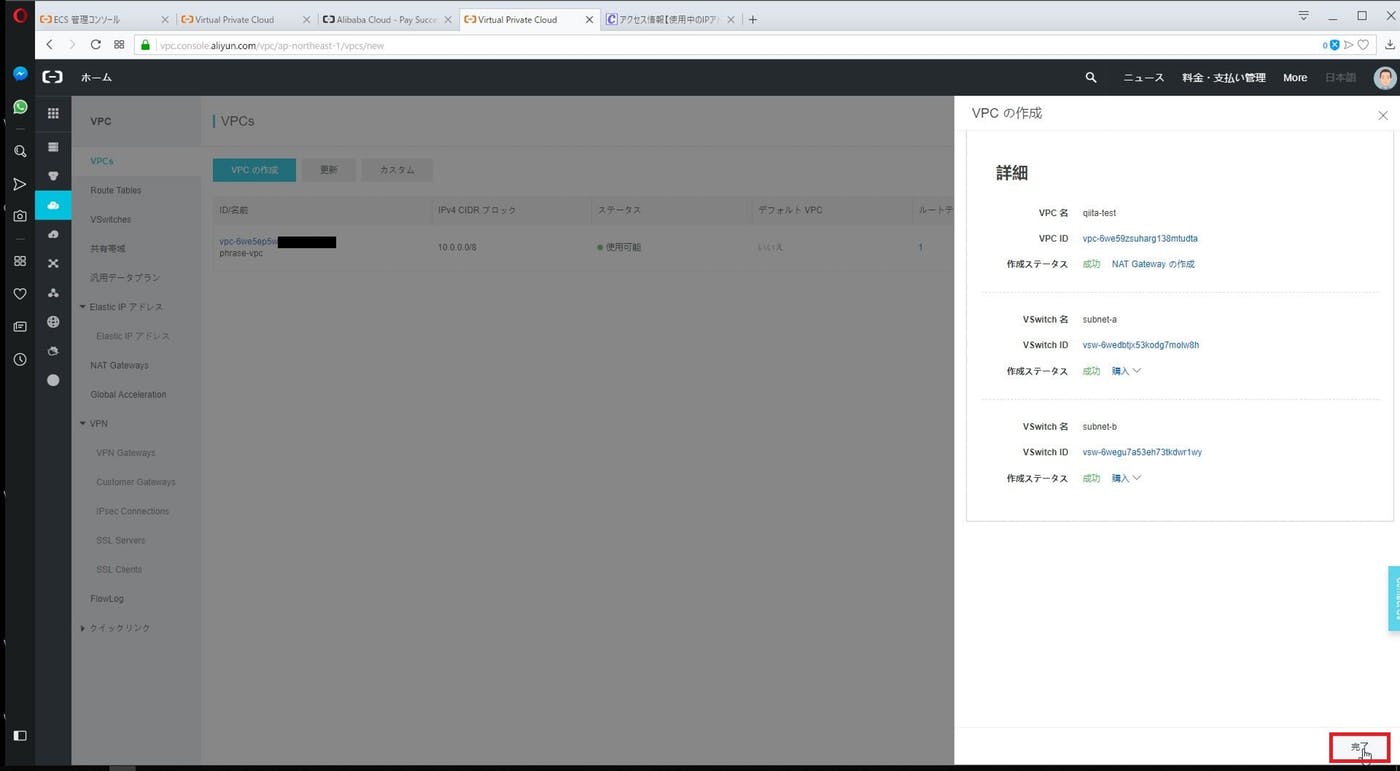 ECS 管理コンソール
Virtual Private Cloud
Alibaba Cloud - Pay Succe
Virtual Private Cloud
アクセス情報【使用中のIPア
vpc.console.aliyun.com/vpc/ap-northeast-1/vpcs/new
0
ホーム
ニュース
料金・支払い管理
More
日本語
VPC
VPCs
Route Tables
VSwitches
共有帯域
汎用データプラン
Elastic IP アドレス
Elastic IP アドレス
NAT Gateways
Global Acceleration
VPN
VPN Gateways
Customer Gateways
IPsec Connections
SSL Servers
SSL Clients
FlowLog
クイックリンク
VPCs
VPC の作成
更新
カスタム
ID/名前
IPv4 CIDR ブロック
ステータス
デフォルト VPC
ルートテ
vpc-6we5ep5w
phrase-vpc
10.0.0.0/8
使用可能
いいえ
1
VPC の作成
詳細
VPC 名 qiita-test
VPC ID vpc-6we59zsuharg138mtudta
作成ステータス 成功 NAT Gateway の作成
VSwitch 名 subnet-a
VSwitch ID vsw-6wedbtjx53kodg7molw8h
作成ステータス 成功 購入
VSwitch 名 subnet-b
VSwitch ID vsw-6wegu7a53eh73tkdwr1wy
作成ステータス 成功 購入
完了